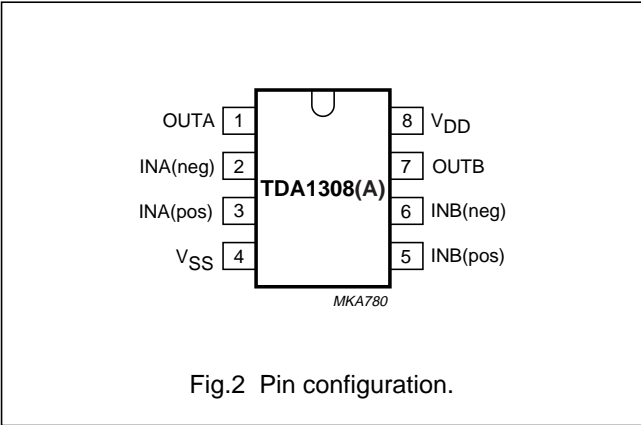 OUTA 1
INA(neg) 2
INA(pos) 3
VSS 4
TDA1308(A)
8 VDD
7 OUTB
6 INB(neg)
5 INB(pos)
MKA780
Fig.2 Pin configuration.